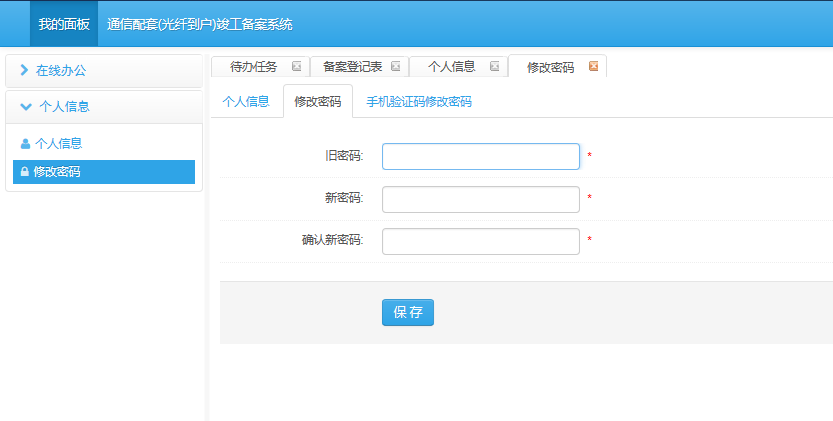 我的面板 通信配套(光纤到户)竣工备案系统
在线办公
个人信息
个人信息
修改密码
待办任务 备案登记表 个人信息 修改密码
个人信息 修改密码 手机验证码修改密码
旧密码: *
新密码: *
确认新密码: *
保存